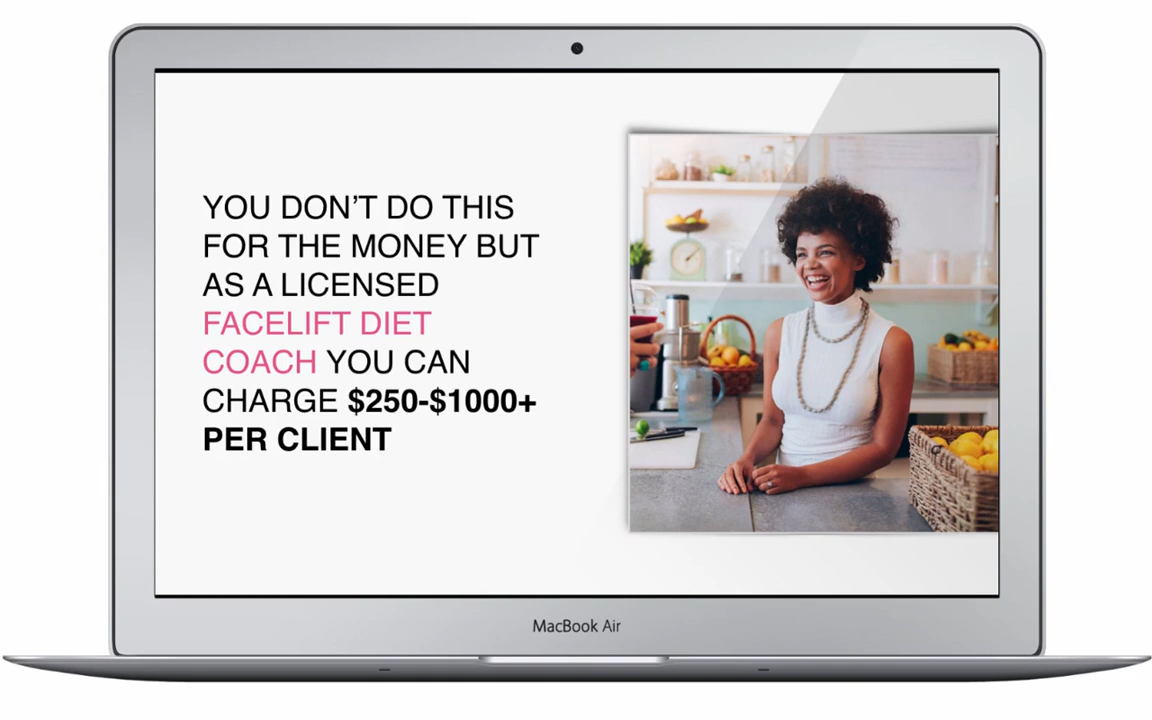 YOU DON’T DO THIS
FOR THE MONEY BUT
AS A LICENSED
FACELIFT DIET
COACH YOU CAN
CHARGE $250-$1000+
PER CLIENT
MacBook Air